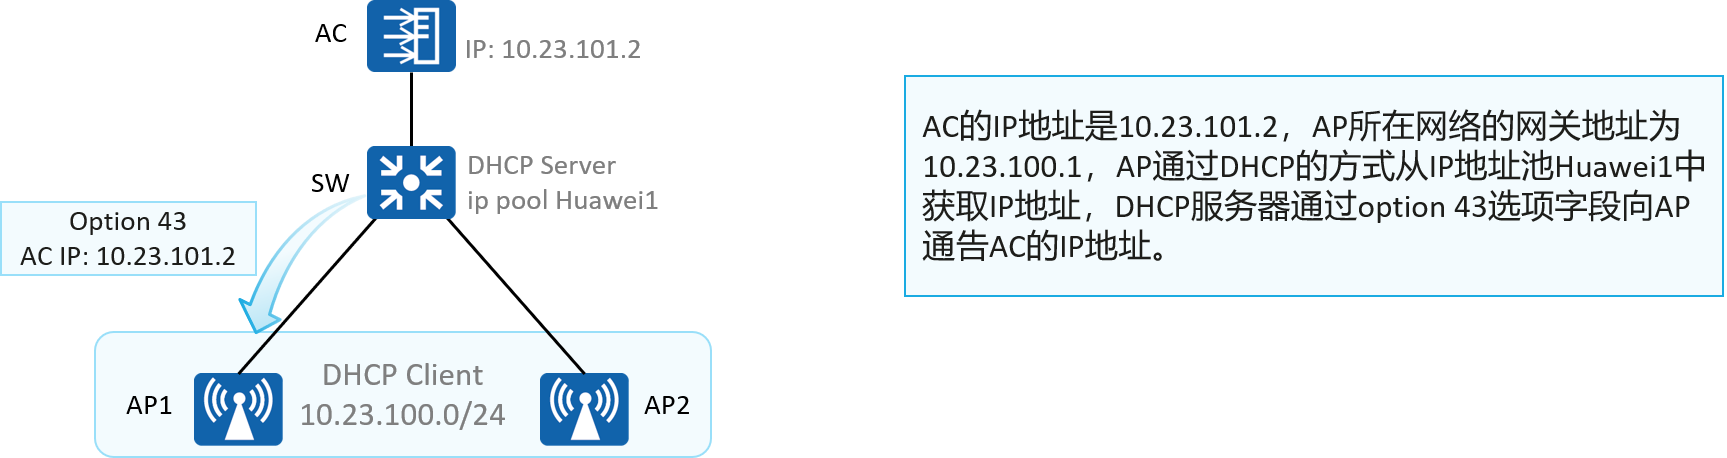 AC
IP: 10.23.101.2
SW
DHCP Server
ip pool Huawei1
Option 43
AC IP: 10.23.101.2
DHCP Client
10.23.100.0/24
AP1
AP2
AC的IP地址是10.23.101.2，AP所在网络的网关地址为
10.23.100.1，AP通过DHCP的方式从IP地址池Huawei1中
获取IP地址，DHCP服务器通过option 43选项字段向AP
通告AC的IP地址。